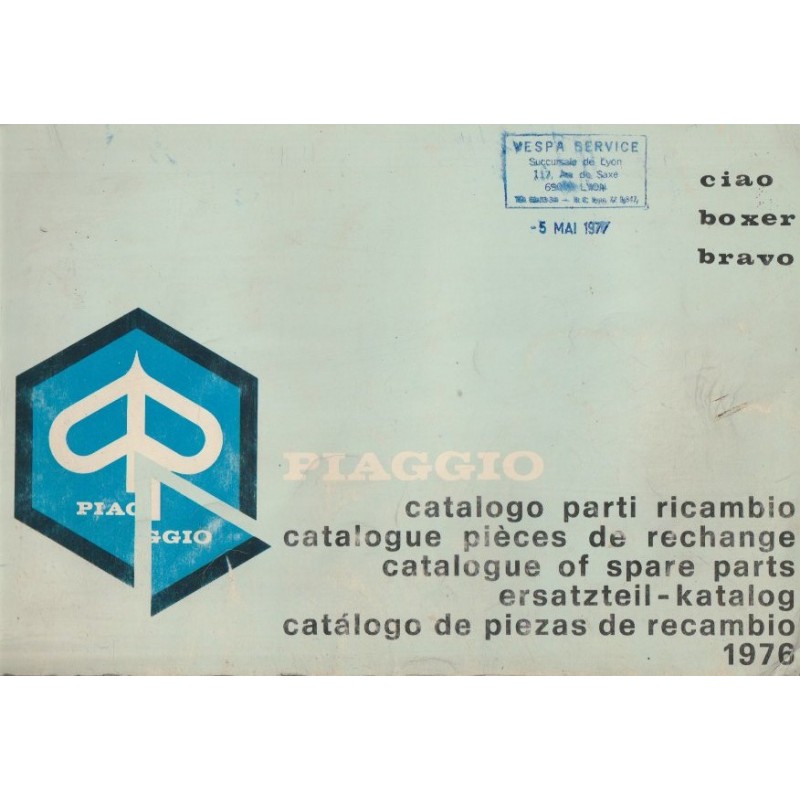 VESPA SERVICE
Succursale de Lyon
117, Av. de Saxe
LYON
-5 MAI 1977
ciao
boxer
bravo
PIAGGIO
PIAGGIO
catalogo parti ricambio
catalogue pièces de rechange
catalogue of spare parts
ersatzteil-katalog
catálogo de piezas de recambio
1976